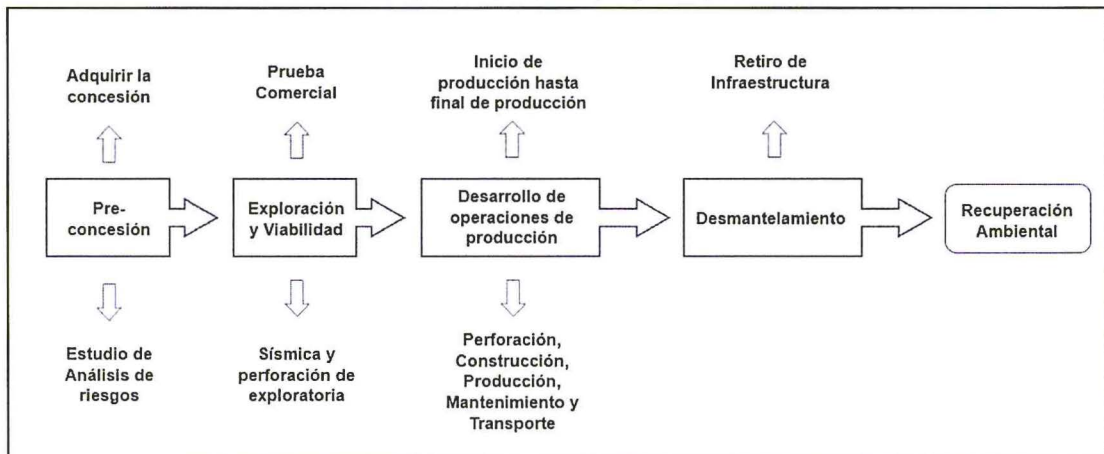 Adquirir la
concesión
Prueba
Comercial
Inicio de
producción hasta
final de producción
Retiro de
Infraestructura
Pre-
concesión
Exploración
y Viabilidad
Desarrollo de
operaciones de
producción
Desmantelamiento
Recuperación
Ambiental
Estudio de
Análisis de
riesgos
Sísmica y
perforación de
exploratoria
Perforación,
Construcción,
Producción,
Mantenimiento y
Transporte